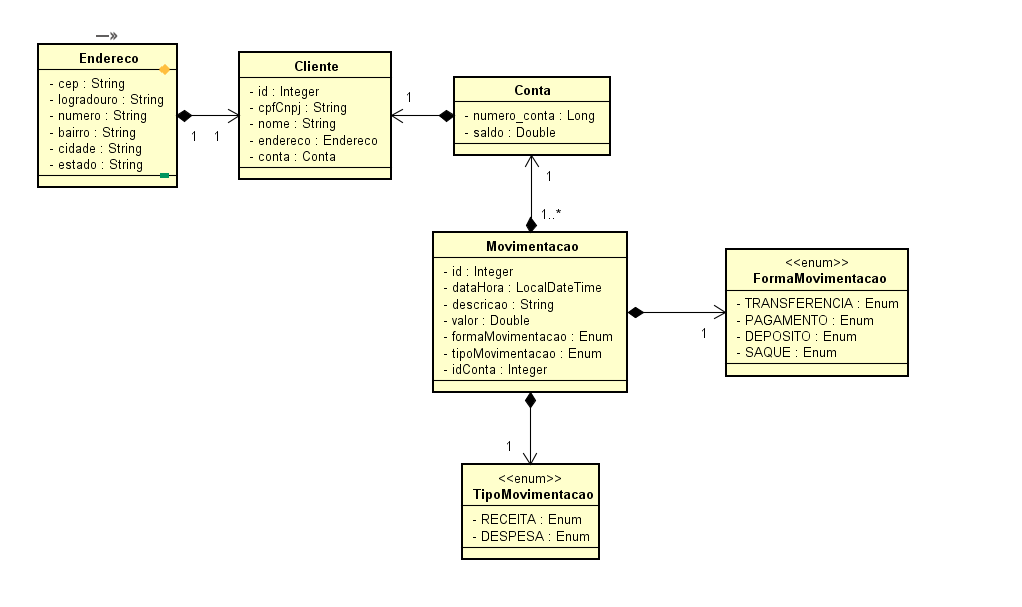 Endereco
- cep : String
- logradouro : String
- numero : String
- bairro : String
- cidade : String
- estado : String
1
1
Cliente
- id : Integer
- cpfCnpj : String
- nome : String
- endereco : Endereco
- conta : Conta
1
Conta
- numero_conta : Long
- saldo : Double
1
1..*
Movimentacao
- id : Integer
- dataHora : LocalDateTime
- descricao : String
- valor : Double
- formaMovimentacao : Enum
- tipoMovimentacao : Enum
- idConta : Integer
1
<<enum>>
FormaMovimentacao
- TRANSFERENCIA : Enum
- PAGAMENTO : Enum
- DEPOSITO : Enum
- SAQUE : Enum
1
<<enum>>
TipoMovimentacao
- RECEITA : Enum
- DESPESA : Enum